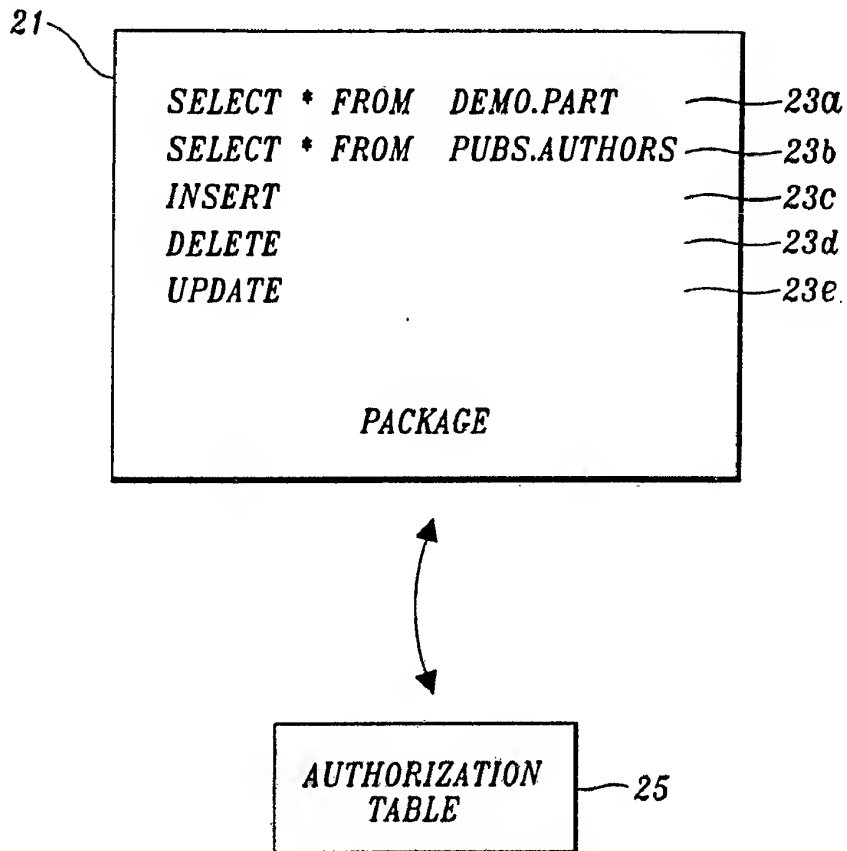 21
SELECT * FROM DEMO.PART 23a
SELECT * FROM PUBS.AUTHORS 23b
INSERT 23c
DELETE 23d
UPDATE 23e
PACKAGE
AUTHORIZATION
TABLE
25